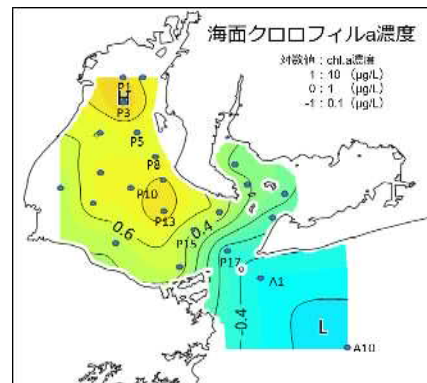 海面クロロフィルa濃度
対数値：chl.a濃度
1：10（μg/L）
0：1（μg/L）
-1：0.1（μg/L）
P1
H
P3
P5
P8
P10
P13
0.6
0.4
P15
P17
0
A1
-0.4
L
A10